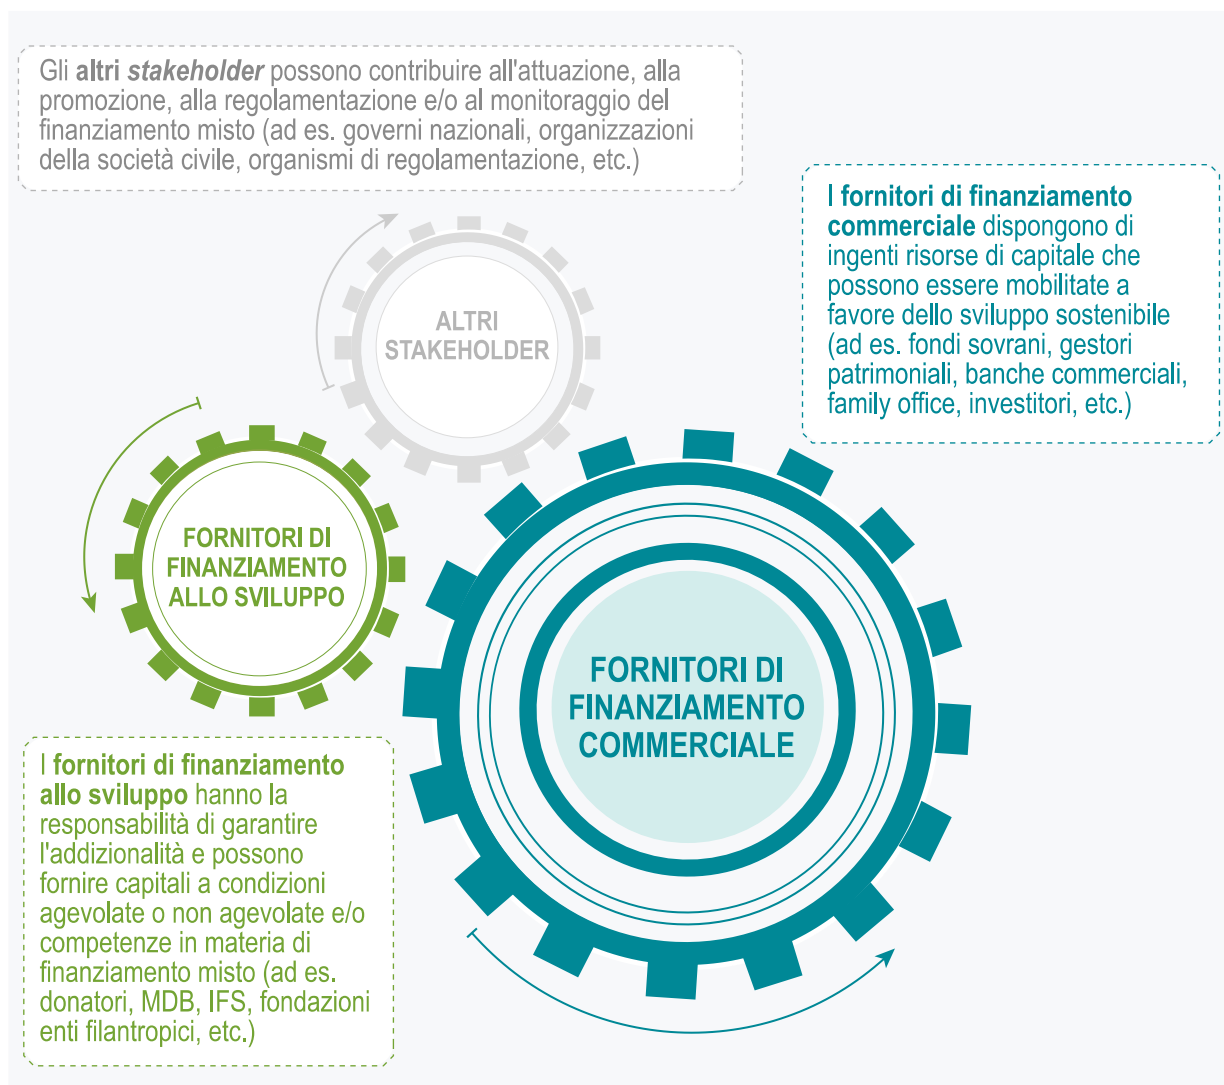 Gli altri stakeholder possono contribuire all'attuazione, alla
promozione, alla regolamentazione e/o al monitoraggio del
finanziamento misto (ad es. governi nazionali, organizzazioni
della società civile, organismi di regolamentazione, etc.)
I fornitori di finanziamento
commerciale dispongono di
ingenti risorse di capitale che
possono essere mobilitate a
favore dello sviluppo sostenibile
(ad es. fondi sovrani, gestori
patrimoniali, banche commerciali,
family office, investitori, etc.)
ALTRI
STAKEHOLDER
FORNITORI DI
FINANZIAMENTO
ALLO SVILUPPO
FORNITORI DI
FINANZIAMENTO
COMMERCIALE
I fornitori di finanziamento
allo sviluppo hanno la
responsabilità di garantire
l'addizionalità e possono
fornire capitali a condizioni
agevolate o non agevolate e/o
competenze in materia di
finanziamento misto (ad es.
donatori, MDB, IFS, fondazioni
enti filantropici, etc.)